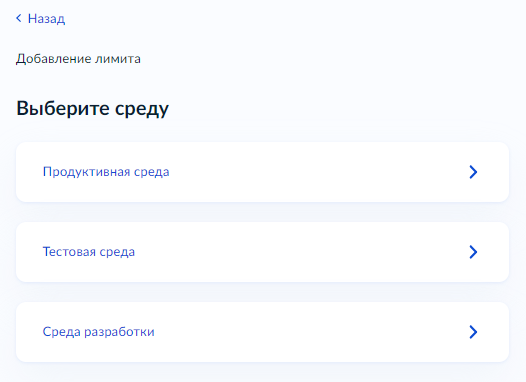 Назад
Добавление лимита
Выберите среду
Продуктивная среда
Тестовая среда
Среда разработки